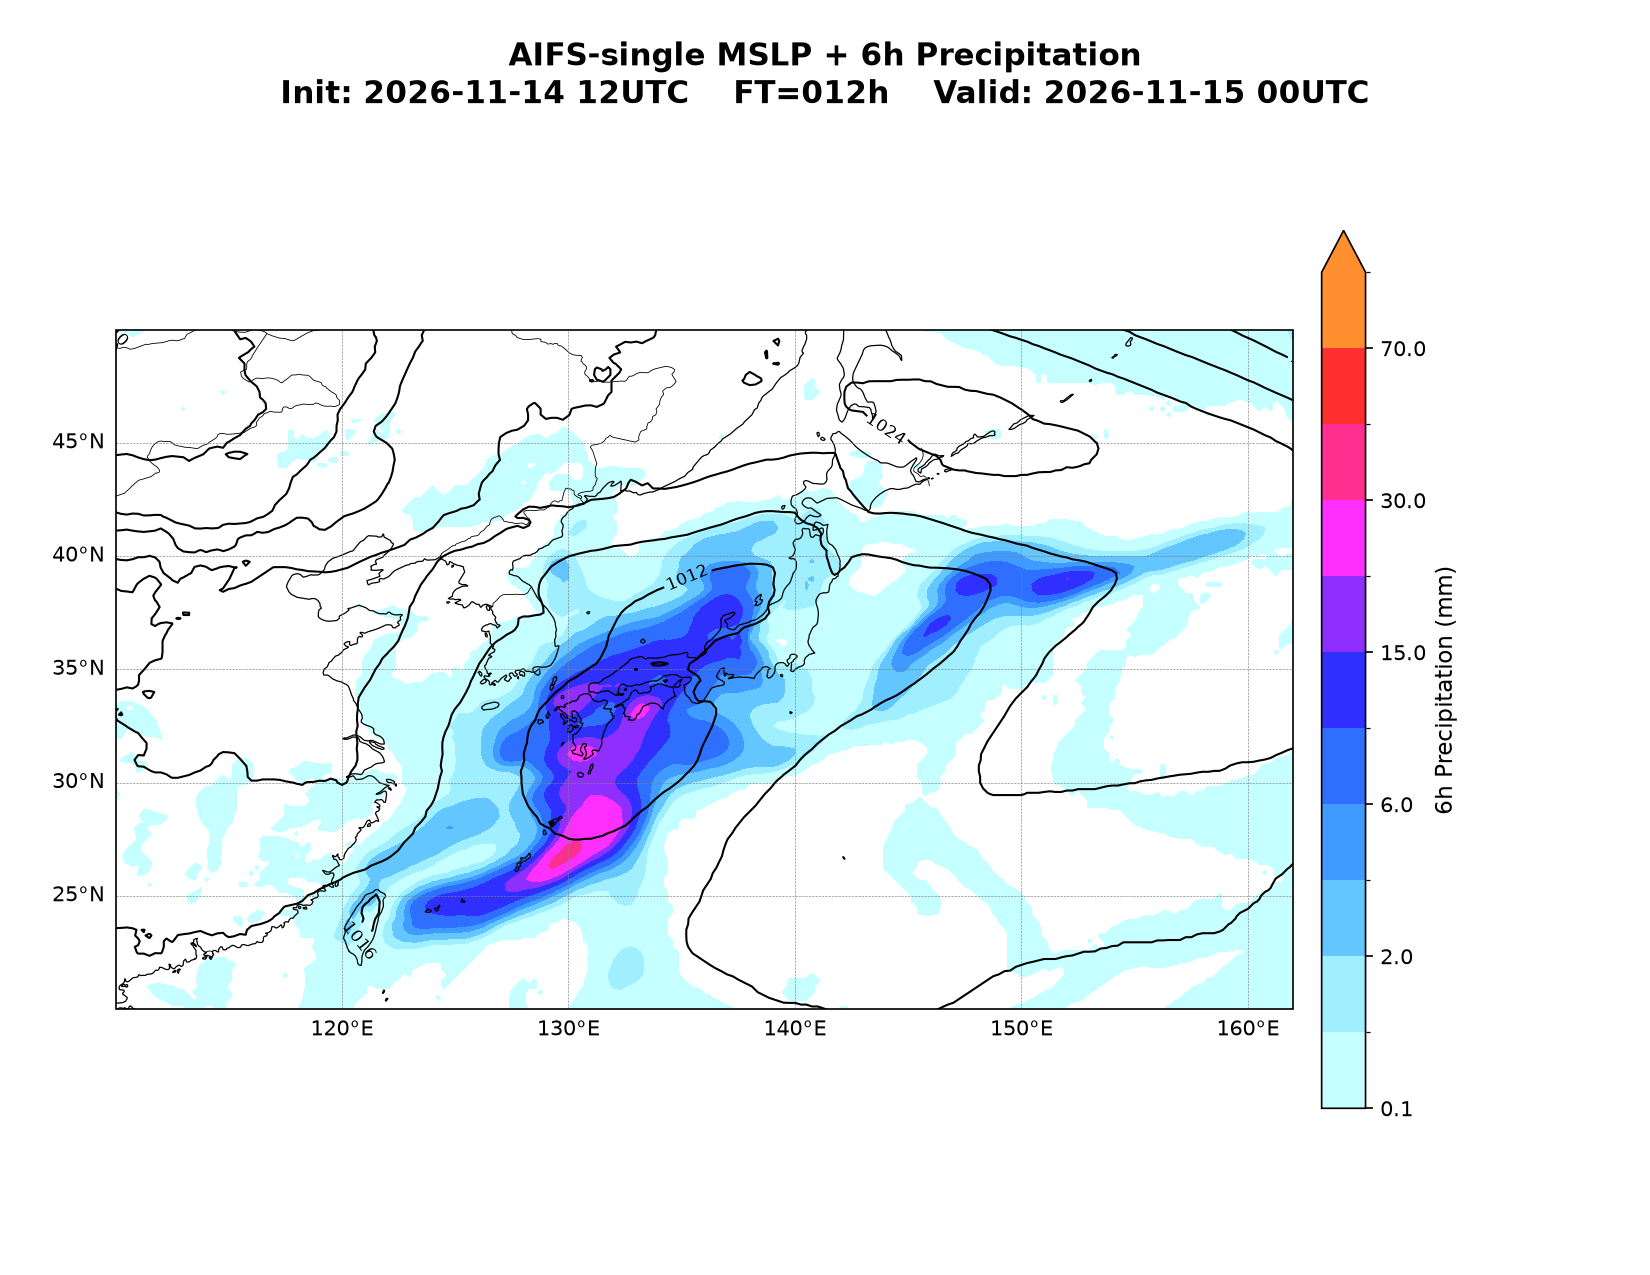 AIFS-single MSLP + 6h Precipitation
Init: 2026-11-14 12UTC    FT=012h    Valid: 2026-11-15 00UTC
70.0
30.0
15.0
6.0
2.0
0.1
6h Precipitation (mm)
45°N
40°N
35°N
30°N
25°N
120°E
130°E
140°E
150°E
160°E
1024
1012
1016